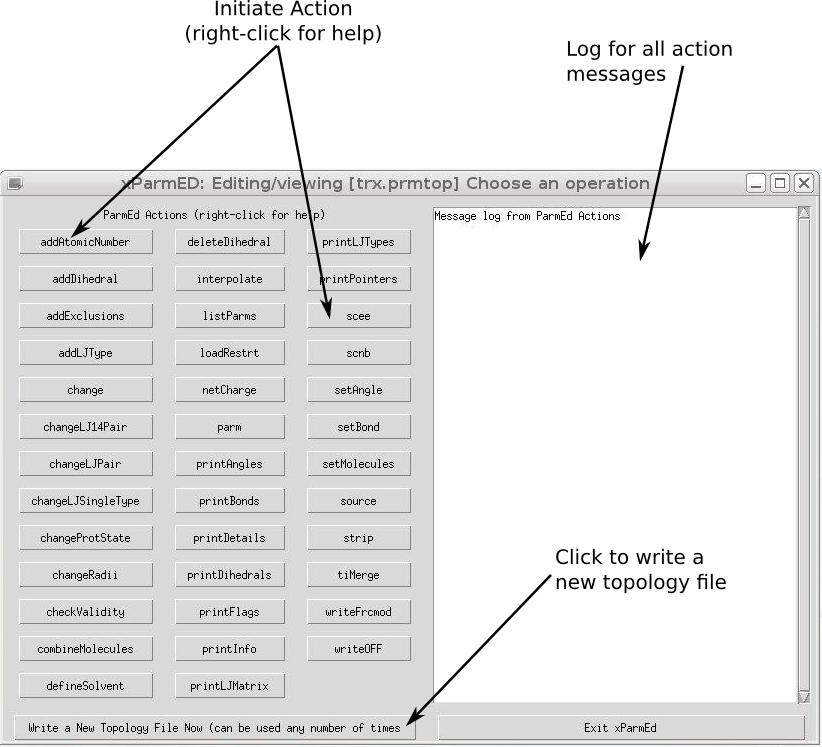 Initiate Action
(right-click for help)
Log for all action
messages
xParmED: Editing/viewing [trx.prmtop] Choose an operation
ParmEd Actions (right-click for help)
Message log from ParmEd Actions
addAtomicNumber
deleteDihedral
printLJTypes
addDihedral
interpolate
printPointers
addExclusions
listParms
scee
addLJType
loadRestrt
scnb
change
netCharge
setAngle
changeLJ14Pair
parm
setBond
changeLJPair
printAngles
setMolecules
changeLJSingleType
printBonds
source
changeProtState
printDetails
strip
Click to write a
new topology file
changeRadii
printDihedrals
tiMerge
checkValidity
printFlags
writeFrcmod
combineMolecules
printInfo
writeOFF
defineSolvent
printLJMatrix
Write a New Topology File Now (can be used any number of times
Exit xParmEd